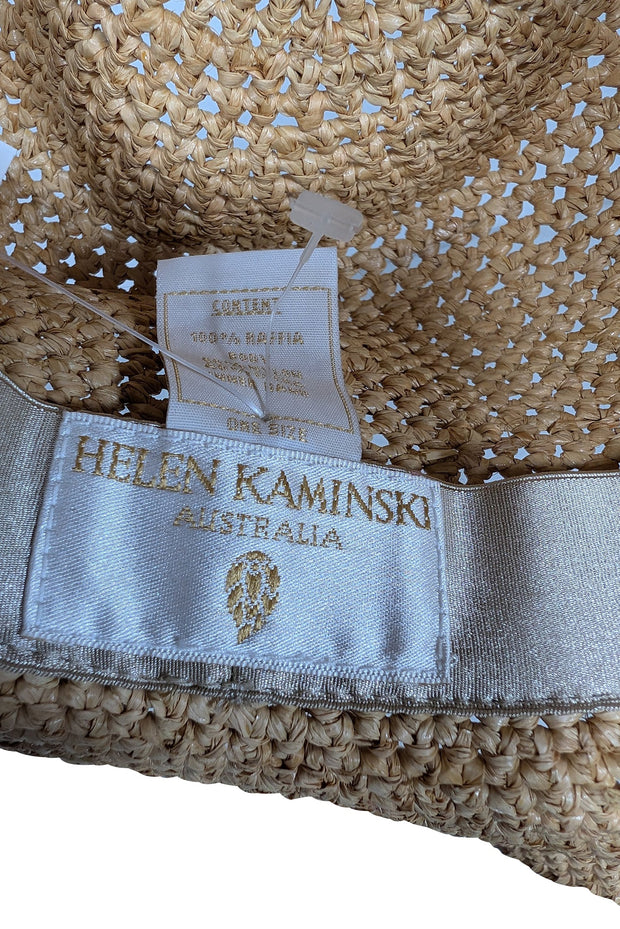 CONTENT
100% RAFFIA
ONE SIZE
HELEN KAMINSKI
AUSTRALIA